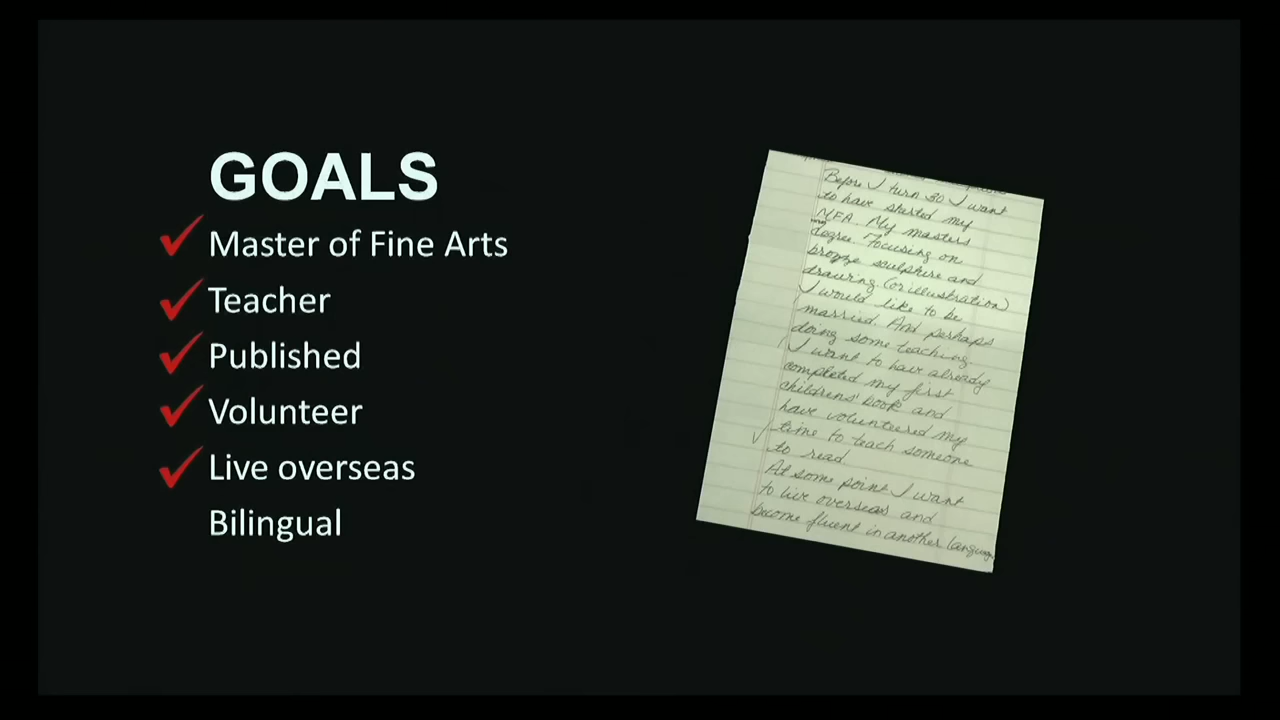 GOALS
Master of Fine Arts
Teacher
Published
Volunteer
Live overseas
Bilingual
Before I turn 30 I want
to have started my
MFA. My masters
degree. Focusing on
bronze sculpture and
drawing (or illustration)
I would like to be
married. And perhaps
doing some teaching.
I want to have already
completed my first
childrens' book and
have volunteered my
time to teach someone
to read.
At some point I want
to live overseas and
become fluent in another language